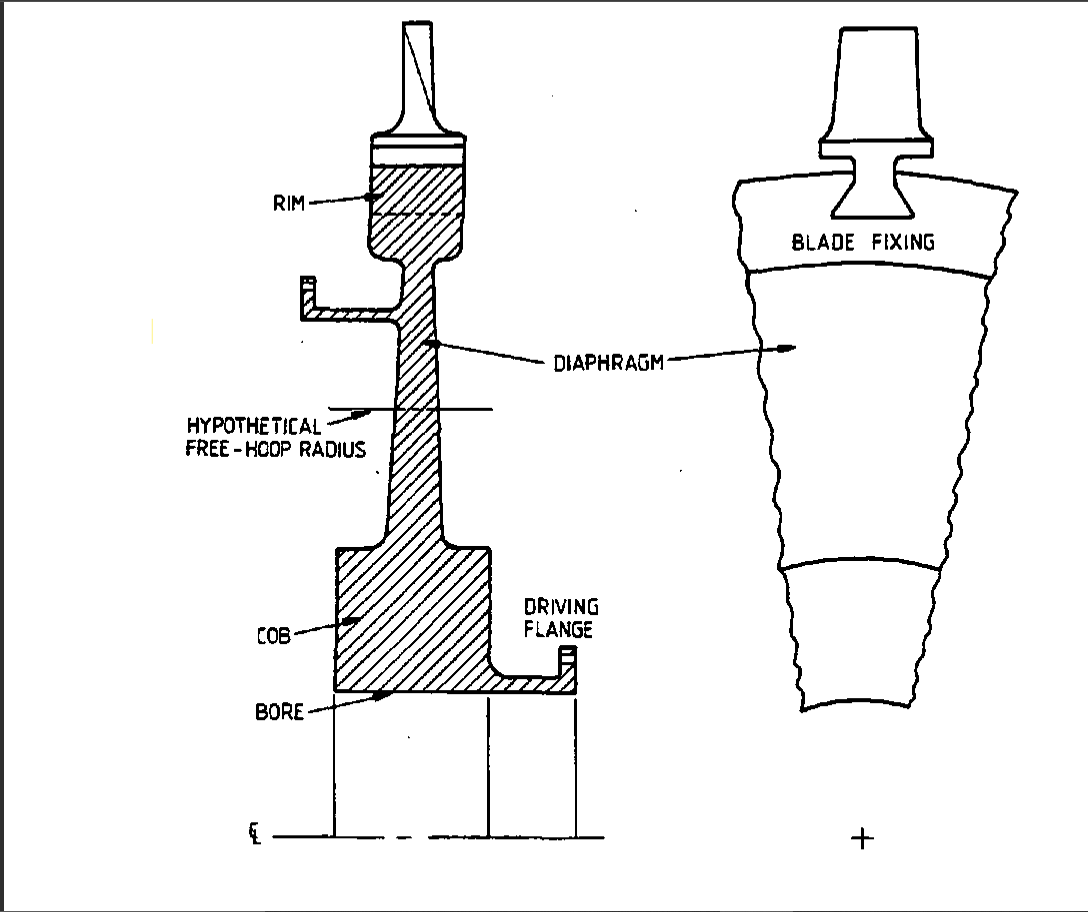 RIM
BLADE FIXING
DIAPHRAGM
HYPOTHETICAL
FREE-HOOP RADIUS
DRIVING
FLANGE
COB
BORE
℄